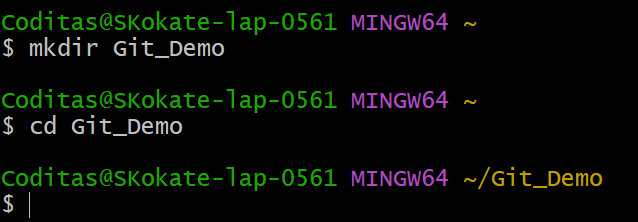 Coditas@SKokate-lap-0561 MINGW64 ~
$ mkdir Git_Demo
Coditas@SKokate-lap-0561 MINGW64 ~
$ cd Git_Demo
Coditas@SKokate-lap-0561 MINGW64 ~/Git_Demo
$